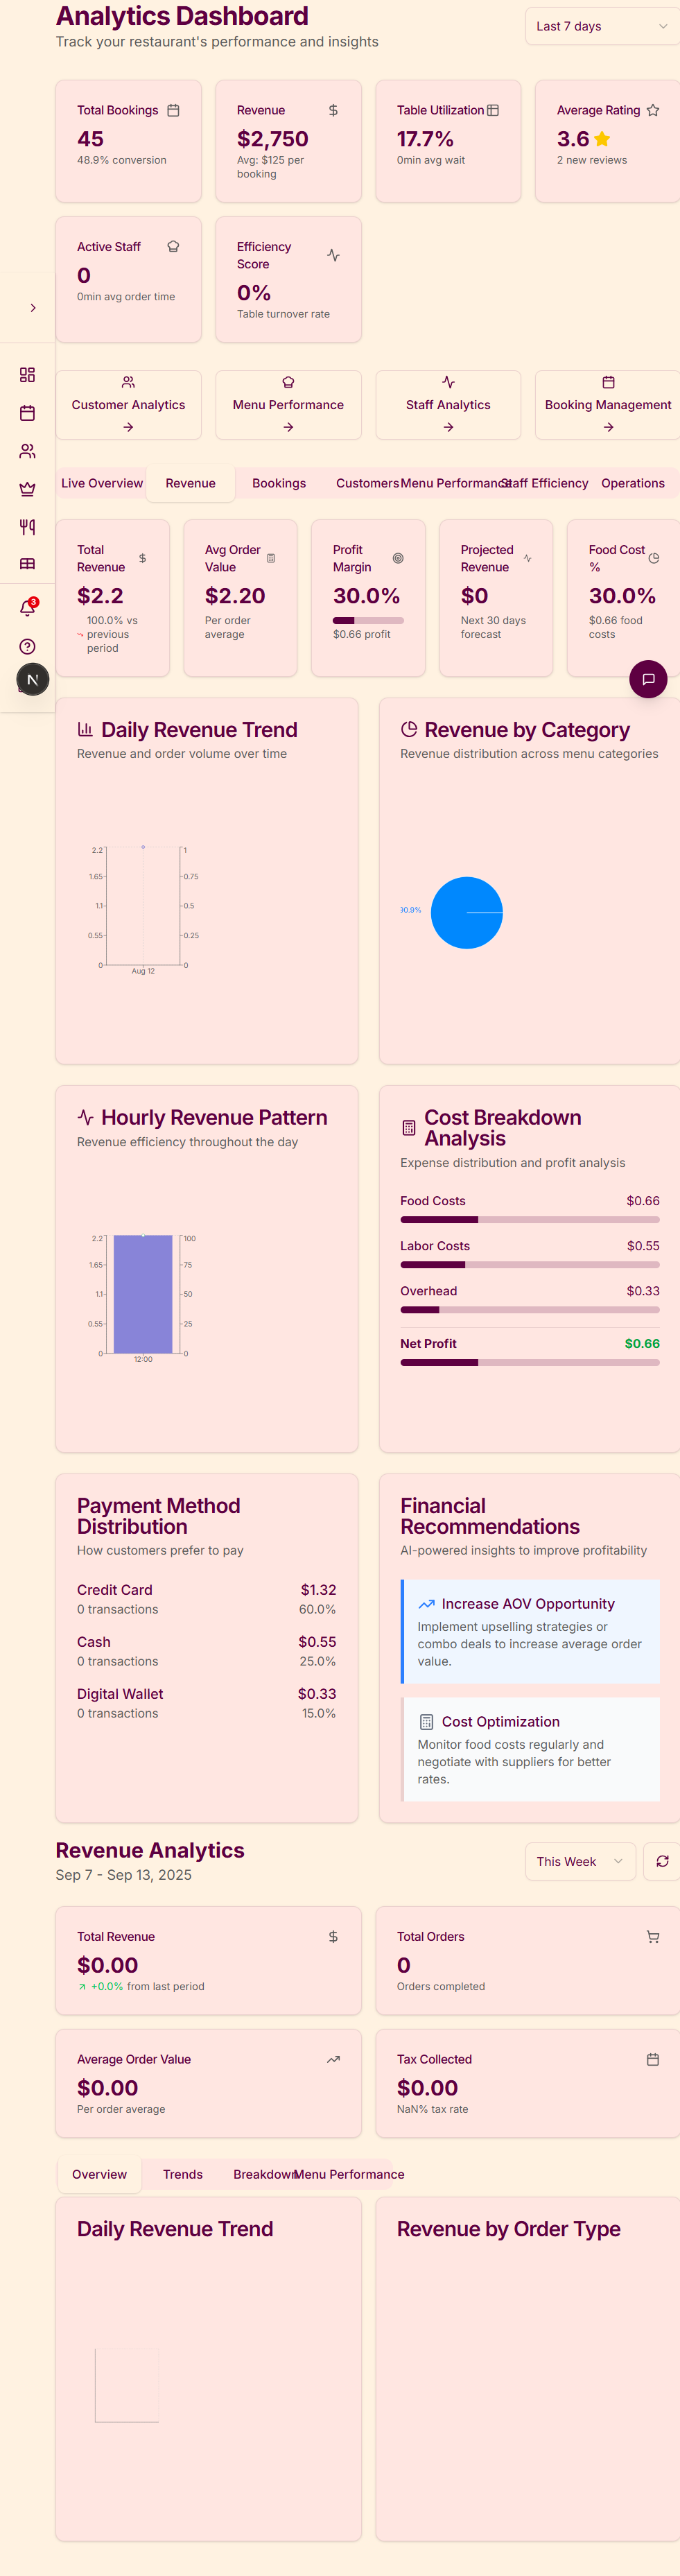 Analytics Dashboard
Track your restaurant's performance and insights
Last 7 days
Total Bookings
45
48.9% conversion
Revenue
$2,750
Avg: $125 per
booking
Table Utilization
17.7%
0min avg wait
Average Rating
3.6
2 new reviews
Active Staff
0
0min avg order time
Efficiency
Score
0%
Table turnover rate
Customer Analytics
Menu Performance
Staff Analytics
Booking Management
Live Overview
Revenue
Bookings
Customers
Menu Performance
Staff Efficiency
Operations
3
N
Total
Revenue
$2.2
100.0% vs
previous
period
Avg Order
Value
$2.20
Per order
average
Profit
Margin
30.0%
$0.66 profit
Projected
Revenue
$0
Next 30 days
forecast
Food Cost
%
30.0%
$0.66 food
costs
Daily Revenue Trend
Revenue and order volume over time
2.2
1.65
1.1
0.55
0
1
0.75
0.5
0.25
0
Aug 12
Revenue by Category
Revenue distribution across menu categories
0.9%
Hourly Revenue Pattern
Revenue efficiency throughout the day
2.2
1.65
1.1
0.55
0
100
75
50
25
0
12:00
Cost Breakdown
Analysis
Expense distribution and profit analysis
Food Costs $0.66
Labor Costs $0.55
Overhead $0.33
Net Profit $0.66
Payment Method
Distribution
How customers prefer to pay
Credit Card $1.32
0 transactions 60.0%
Cash $0.55
0 transactions 25.0%
Digital Wallet $0.33
0 transactions 15.0%
Financial
Recommendations
AI-powered insights to improve profitability
Increase AOV Opportunity
Implement upselling strategies or
combo deals to increase average order
value.
Cost Optimization
Monitor food costs regularly and
negotiate with suppliers for better
rates.
Revenue Analytics
Sep 7 - Sep 13, 2025
This Week
Total Revenue
$0.00
+0.0% from last period
Total Orders
0
Orders completed
Average Order Value
$0.00
Per order average
Tax Collected
$0.00
NaN% tax rate
Overview
Trends
Breakdown
Menu Performance
Daily Revenue Trend
Revenue by Order Type